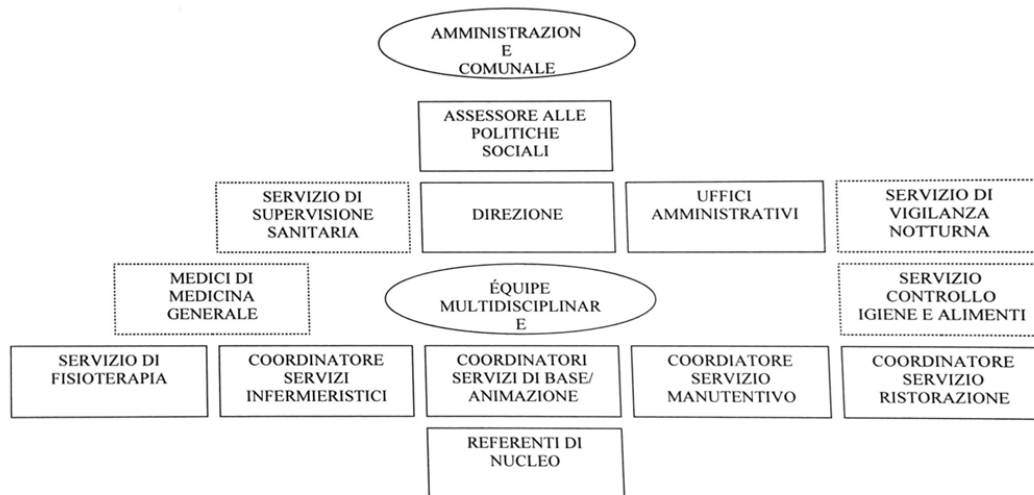 AMMINISTRAZION
E
COMUNALE
ASSESSORE ALLE
POLITICHE
SOCIALI
SERVIZIO DI
SUPERVISIONE
SANITARIA
DIREZIONE
UFFICI
AMMINISTRATIVI
SERVIZIO DI
VIGILANZA
NOTTURNA
MEDICI DI
MEDICINA
GENERALE
ÉQUIPE
MULTIDISCIPLINAR
E
SERVIZIO
CONTROLLO
IGIENE E ALIMENTI
SERVIZIO DI
FISIOTERAPIA
COORDINATORE
SERVIZI
INFERMIERISTICI
COORDINATORI
SERVIZI DI BASE/
ANIMAZIONE
COORDIATORE
SERVIZIO
MANUTENTIVO
COORDINATORE
SERVIZIO
RISTORAZIONE
REFERENTI DI
NUCLEO